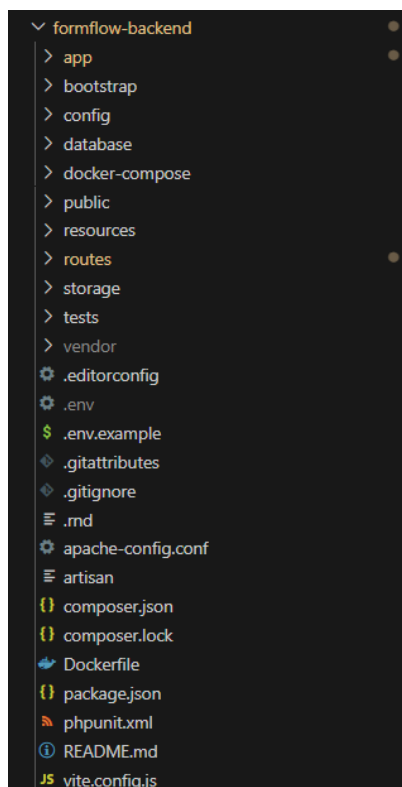 formflow-backend
app
bootstrap
config
database
docker-compose
public
resources
routes
storage
tests
vendor
.editorconfig
.env
$ .env.example
.gitattributes
.gitignore
.rnd
apache-config.conf
artisan
{} composer.json
{} composer.lock
Dockerfile
{} package.json
phpunit.xml
README.md
JS vite.config.js